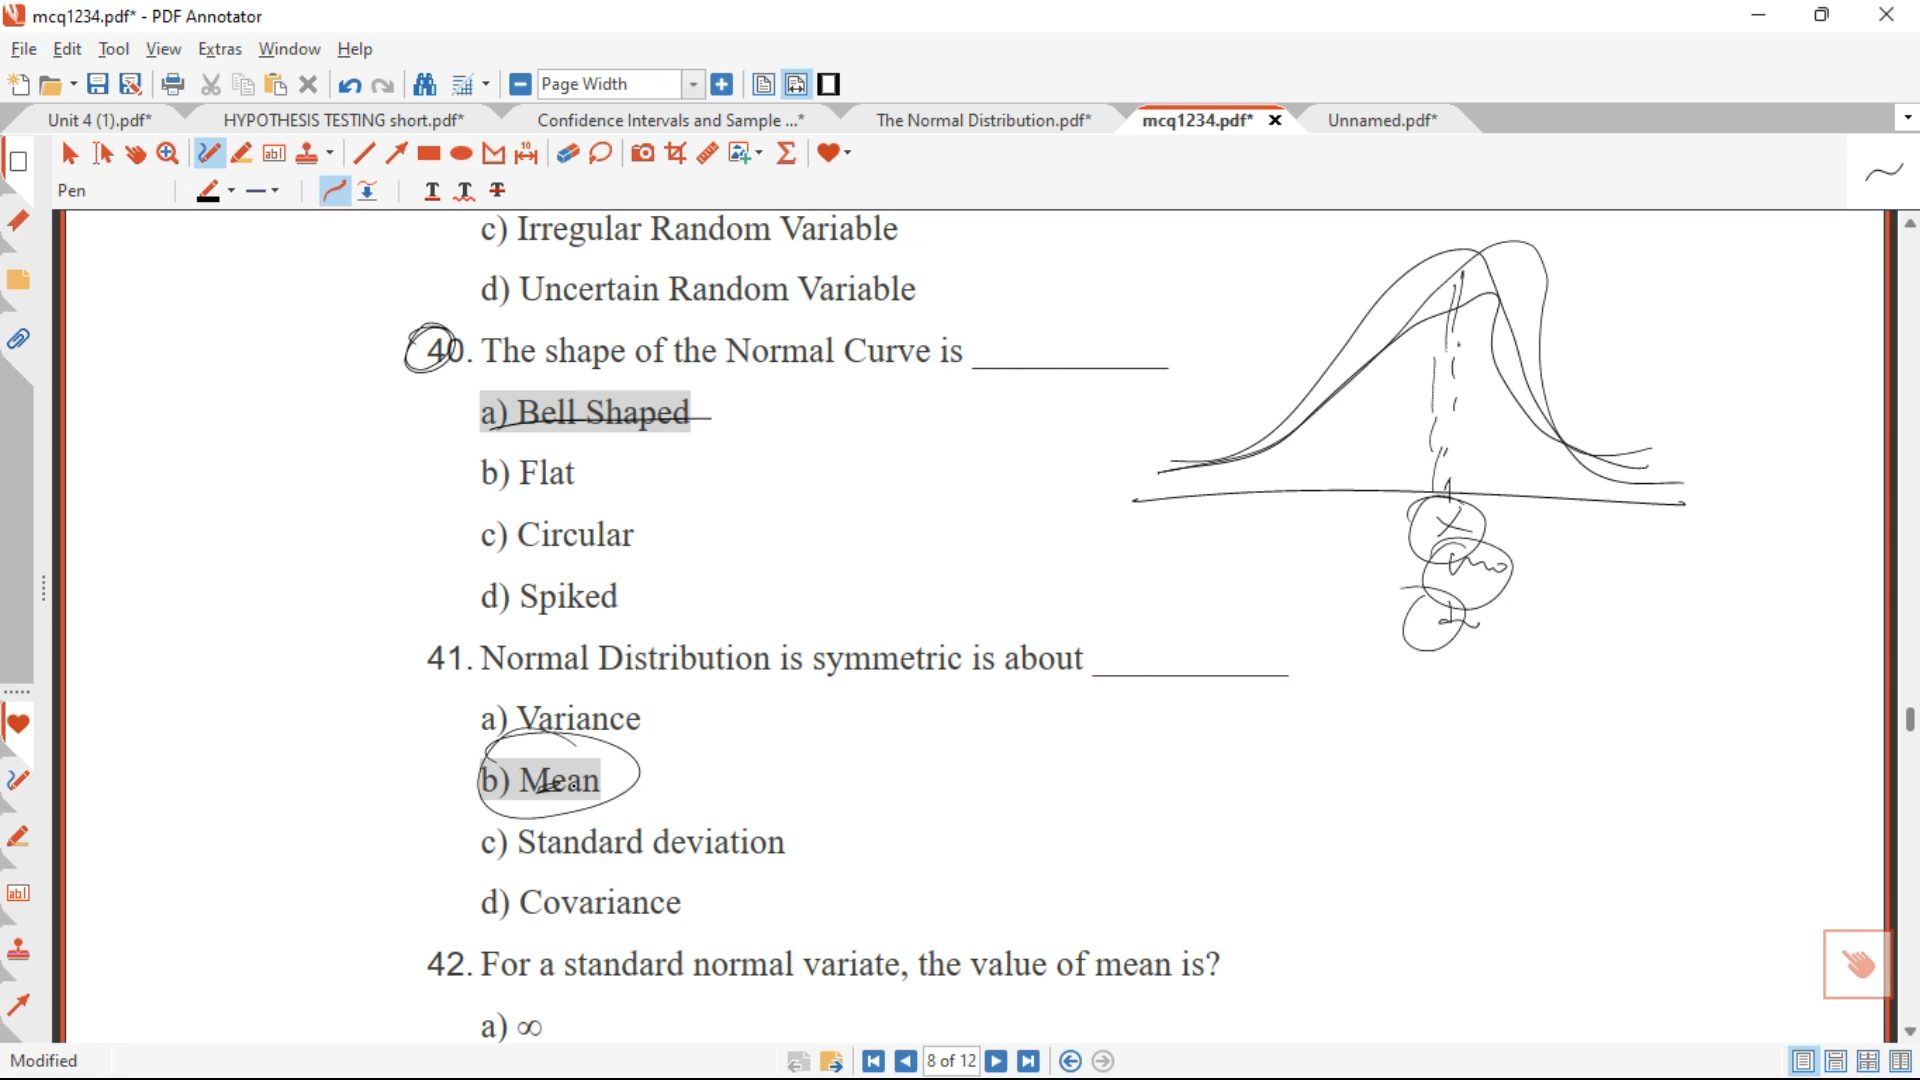 mcq1234.pdf* - PDF Annotator
File Edit Tool View Extras Window Help
Page Width
Unit 4 (1).pdf* HYPOTHESIS TESTING short.pdf* Confidence Intervals and Sample ...* The Normal Distribution.pdf* mcq1234.pdf* Unnamed.pdf*
Pen
c) Irregular Random Variable
d) Uncertain Random Variable
40. The shape of the Normal Curve is ____________
a) Bell Shaped
b) Flat
c) Circular
d) Spiked
41. Normal Distribution is symmetric is about ____________
a) Variance
b) Mean
c) Standard deviation
d) Covariance
42. For a standard normal variate, the value of mean is?
a) ∞
Modified
8 of 12